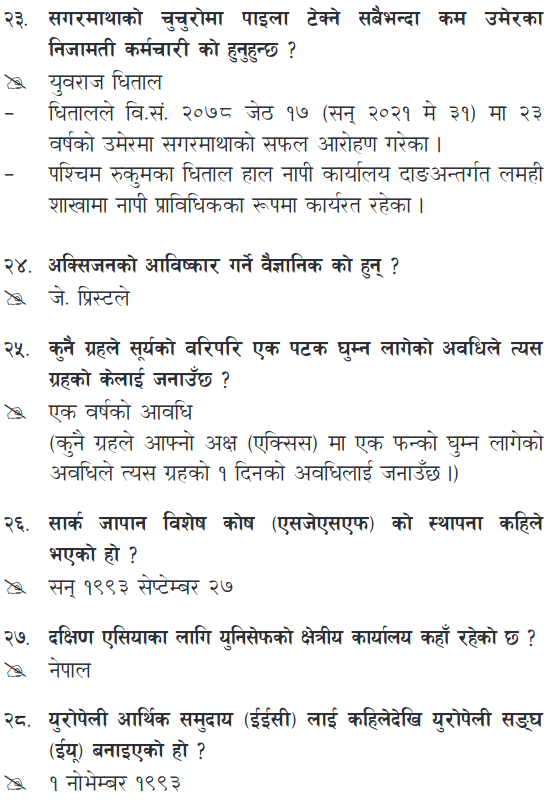 २३. सगरमाथाको चुचुरोमा पाइला टेक्ने सबैभन्दा कम उमेरका
निजामती कर्मचारी को हुनुहुन्छ ?
युवराज धिताल
– धितालले वि.सं. २०७८ जेठ १७ (सन् २०२१ मे ३१) मा २३
वर्षको उमेरमा सगरमाथाको सफल आरोहण गरेका ।
– पश्चिम रुकुमका धिताल हाल नापी कार्यालय दाङअन्तर्गत लमही
शाखामा नापी प्राविधिकका रूपमा कार्यरत रहेका ।
२४. अक्सिजनको आविष्कार गर्ने वैज्ञानिक को हुन् ?
जे. प्रिस्टले
२५. कुनै ग्रहले सूर्यको वरिपरि एक पटक घुम्न लागेको अवधिले त्यस
ग्रहको केलाई जनाउँछ ?
एक वर्षको आवधि
(कुनै ग्रहले आफ्नो अक्ष (एक्सिस) मा एक फन्को घुम्न लागेको
अवधिले त्यस ग्रहको १ दिनको अवधिलाई जनाउँछ ।)
२६. सार्क जापान विशेष कोष (एसजेएसएफ) को स्थापना कहिले
भएको हो ?
सन् १९९३ सेप्टेम्बर २७
२७. दक्षिण एसियाका लागि युनिसेफको क्षेत्रीय कार्यालय कहाँ रहेको छ ?
नेपाल
२८. युरोपेली आर्थिक समुदाय (ईईसी) लाई कहिलेदेखि युरोपेली सङ्घ
(ईयू) बनाइएको हो ?
१ नोभेम्बर १९९३